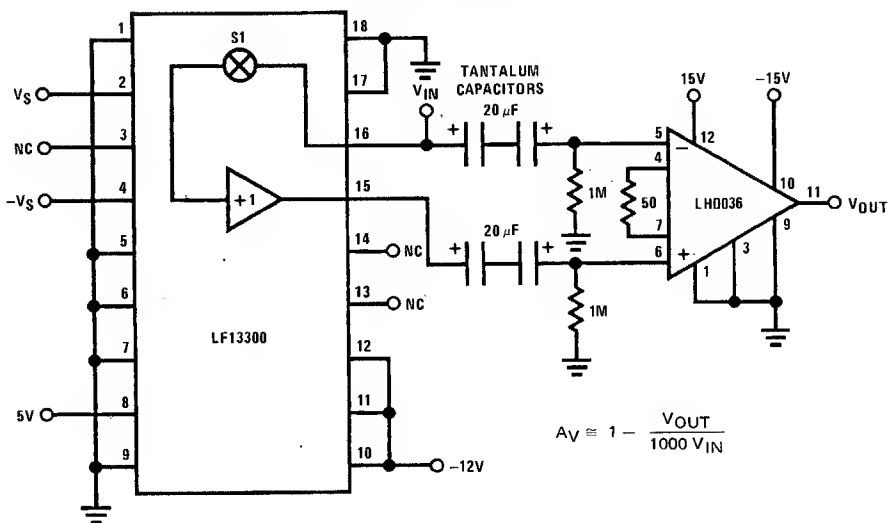 1
2
3
4
5
6
7
8
9
VS
NC
-VS
5V
S1
+1
LF13300
18
17
16
15
14
13
12
11
10
NC
NC
-12V
VIN
TANTALUM
CAPACITORS
20 μF
+
+
20 μF
+
+
1M
1M
15V
-15V
5
4
50
7
6
−
+
12
LH0036
10
11
9
3
1
VOUT
AV ≅ 1 − VOUT
1000 VIN